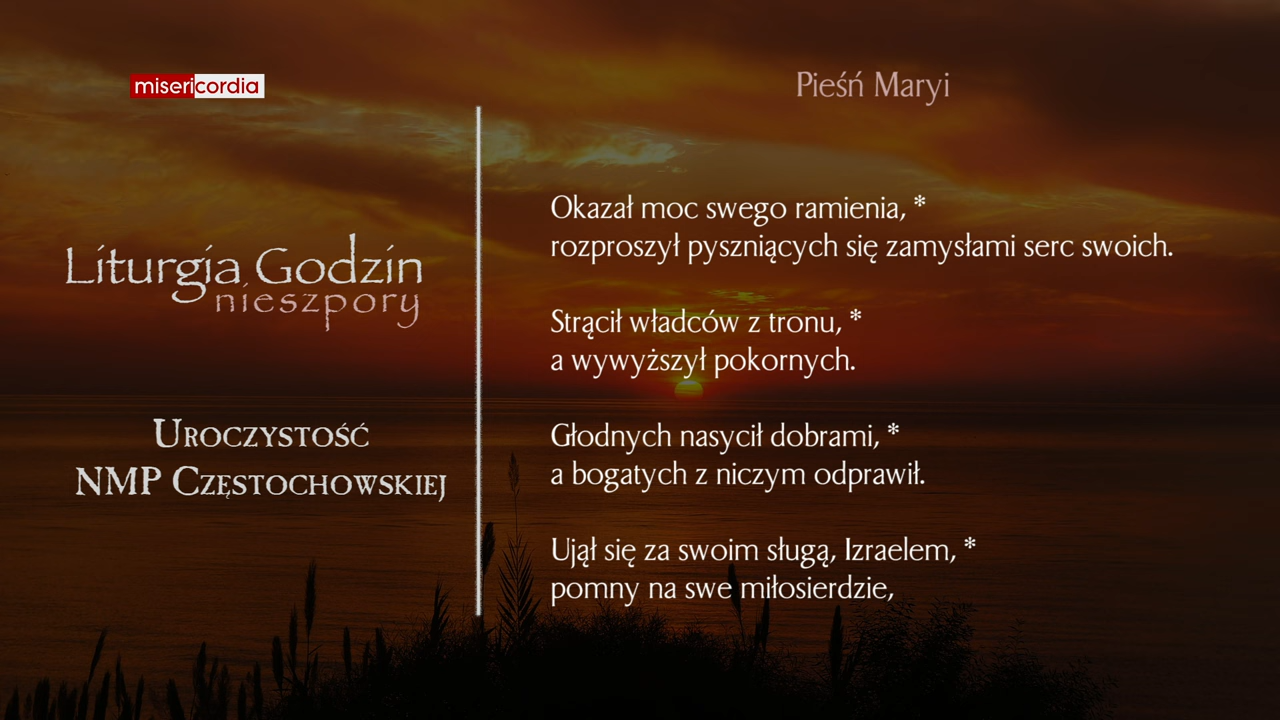 misericordia
Liturgia Godzin
nieszpory
Uroczystość
NMP Częstochowskiej
Pieśń Maryi
Okazał moc swego ramienia, *
rozproszył pyszniących się zamysłami serc swoich.
Strącił władców z tronu, *
a wywyższył pokornych.
Głodnych nasycił dobrami, *
a bogatych z niczym odprawił.
Ujął się za swoim sługą, Izraelem, *
pomny na swe miłosierdzie,